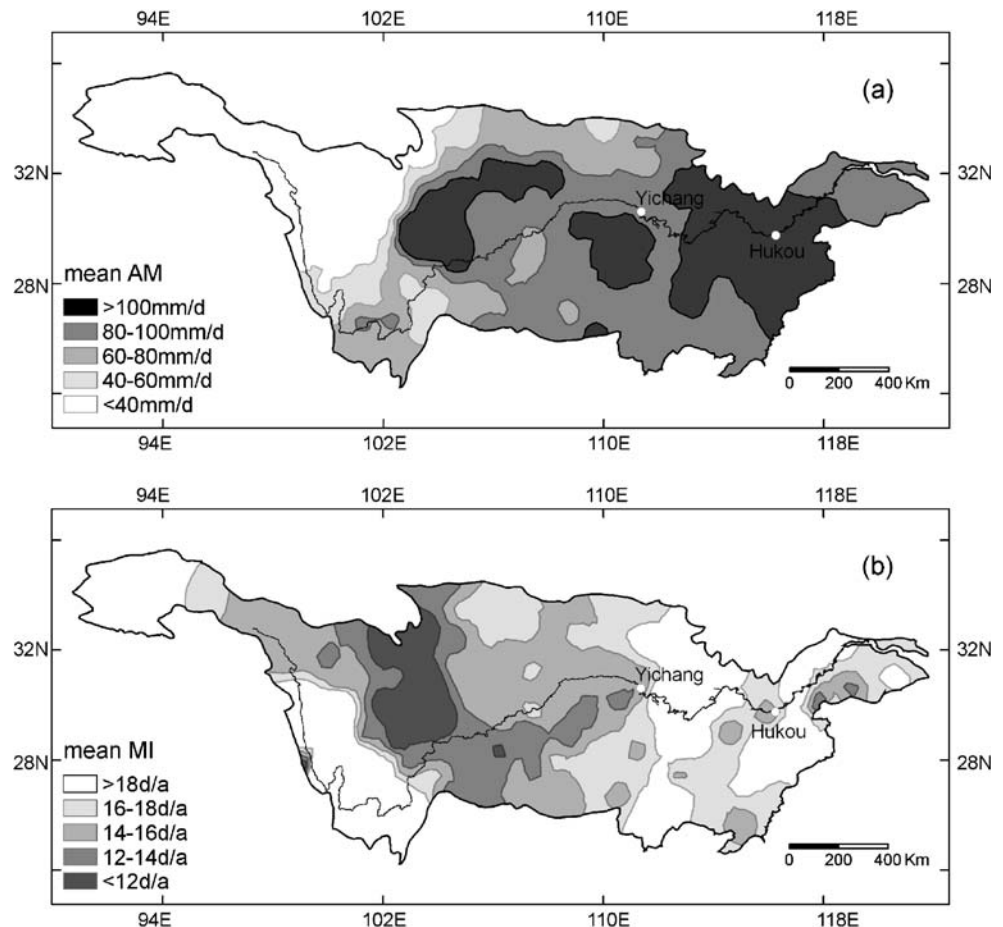 94E 102E 110E 118E
(a)
32N 32N
Yichang
Hukou
28N 28N
mean AM
>100mm/d
80-100mm/d
60-80mm/d
40-60mm/d
<40mm/d
0 200 400 Km
94E 102E 110E 118E
94E 102E 110E 118E
(b)
32N 32N
Yichang
Hukou
28N 28N
mean MI
>18d/a
16-18d/a
14-16d/a
12-14d/a
<12d/a
0 200 400 Km
94E 102E 110E 118E